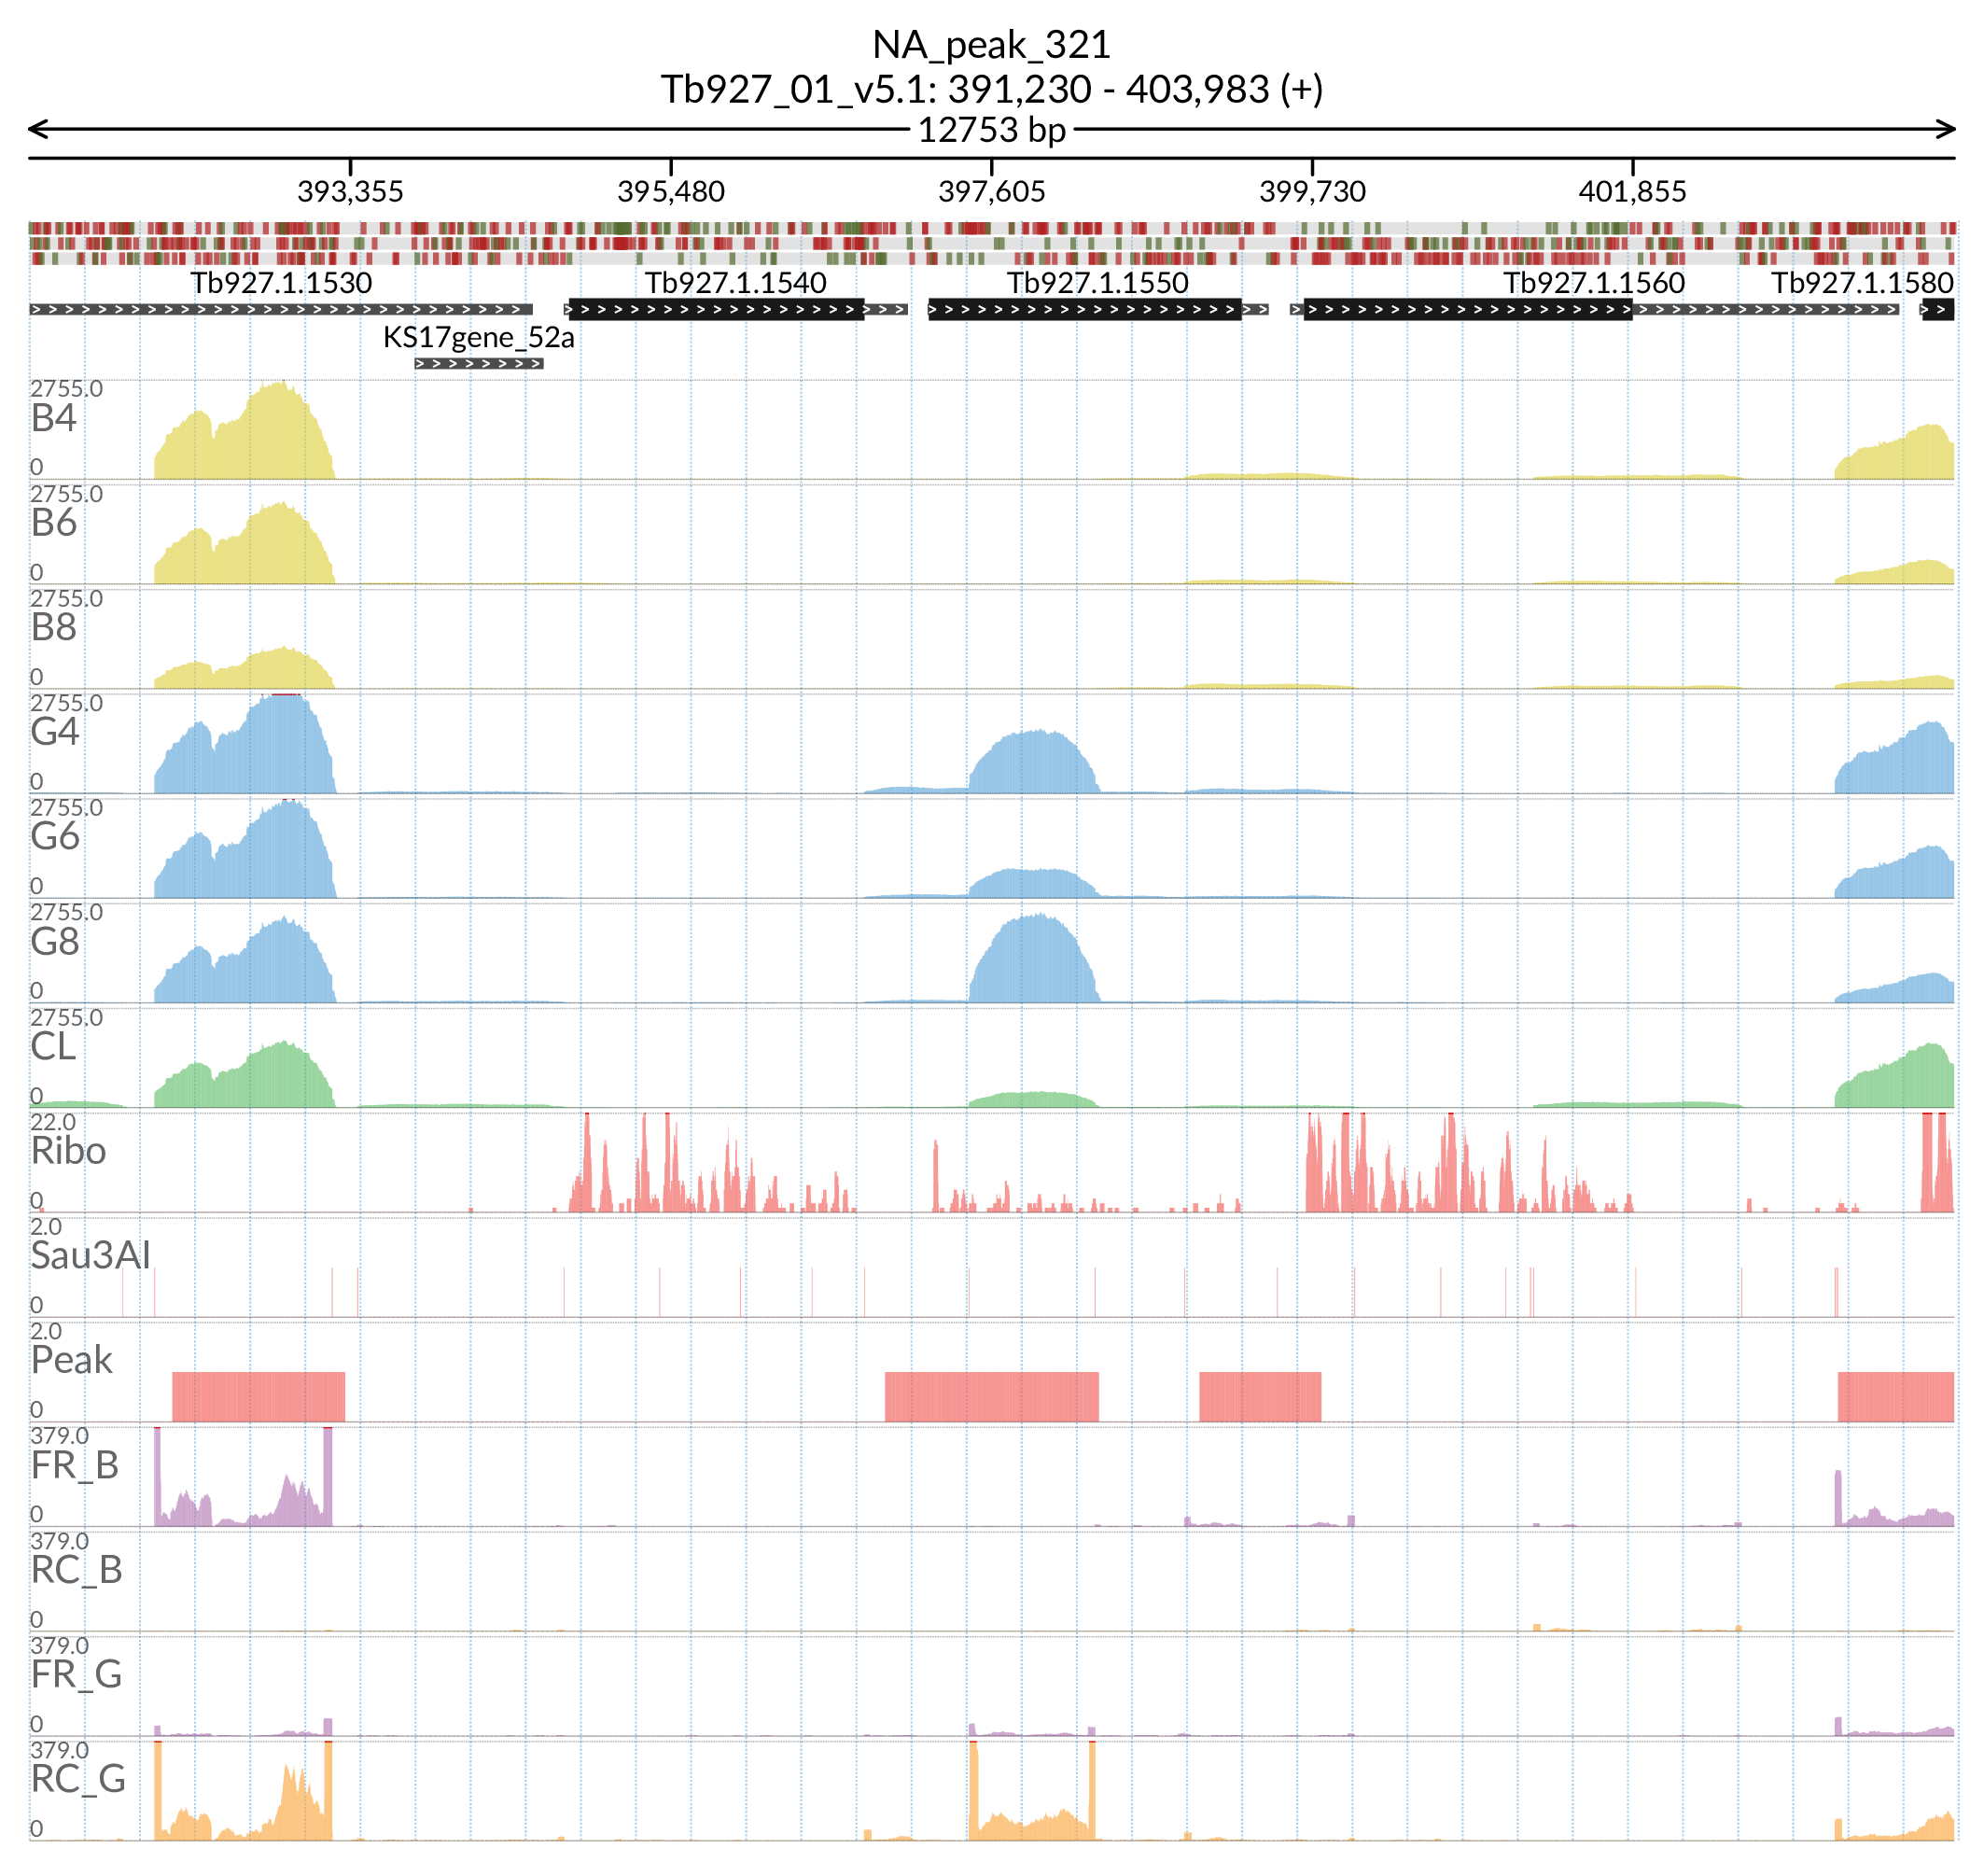 NA_peak_321
Tb927_01_v5.1: 391,230 - 403,983 (+)
12753 bp
393,355 395,480 397,605 399,730 401,855
Tb927.1.1530 Tb927.1.1540 Tb927.1.1550 Tb927.1.1560 Tb927.1.1580
KS17gene_52a
2755.0
B4
0
2755.0
B6
0
2755.0
B8
0
2755.0
G4
0
2755.0
G6
0
2755.0
G8
0
2755.0
CL
0
22.0
Ribo
0
2.0
Sau3AI
0
2.0
Peak
0
379.0
FR_B
0
379.0
RC_B
0
379.0
FR_G
0
379.0
RC_G
0